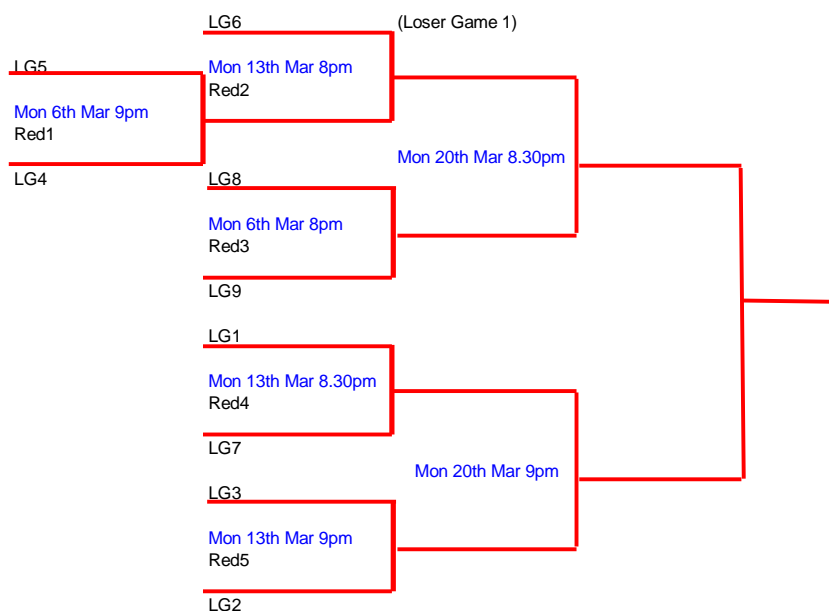 LG6 (Loser Game 1)
LG5
Mon 13th Mar 8pm
Red2
Mon 6th Mar 9pm
Red1
Mon 20th Mar 8.30pm
LG4
LG8
Mon 6th Mar 8pm
Red3
LG9
LG1
Mon 13th Mar 8.30pm
Red4
LG7
Mon 20th Mar 9pm
LG3
Mon 13th Mar 9pm
Red5
LG2